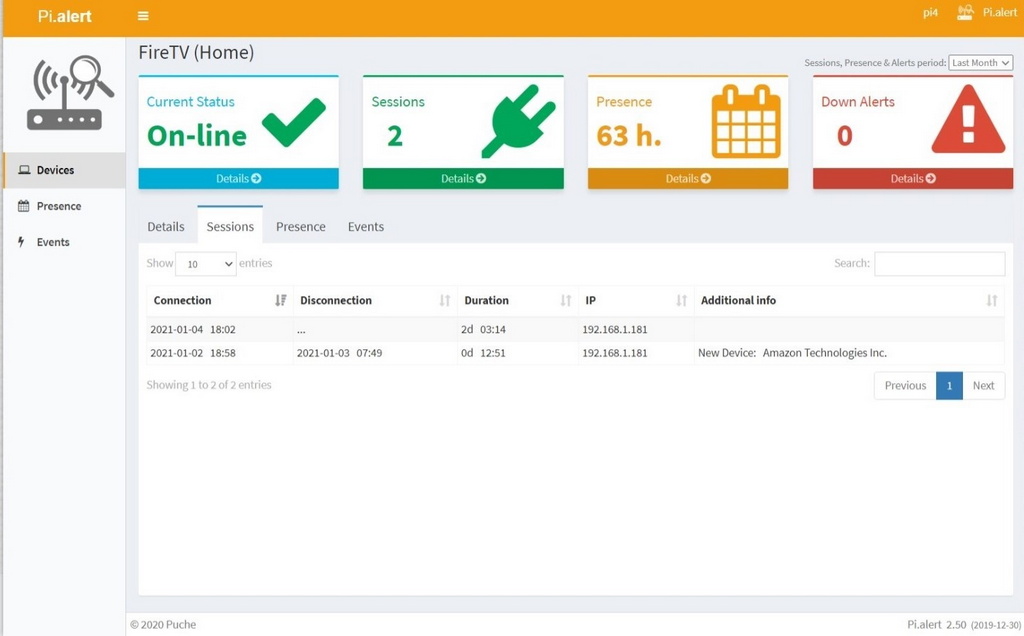 Pi.alert
pi4
Pi.alert
FireTV (Home)
Sessions, Presence & Alerts period: Last Month
Current Status
On-line
Details
Sessions
2
Details
Presence
63 h.
Details
Down Alerts
0
Details
Devices
Presence
Events
Details Sessions Presence Events
Show 10 entries
Search:
Connection Disconnection Duration IP Additional info
2021-01-04 18:02 ... 2d 03:14 192.168.1.181
2021-01-02 18:58 2021-01-03 07:49 0d 12:51 192.168.1.181 New Device: Amazon Technologies Inc.
Showing 1 to 2 of 2 entries
Previous 1 Next
© 2020 Puche
Pi.alert 2.50 (2019-12-30)